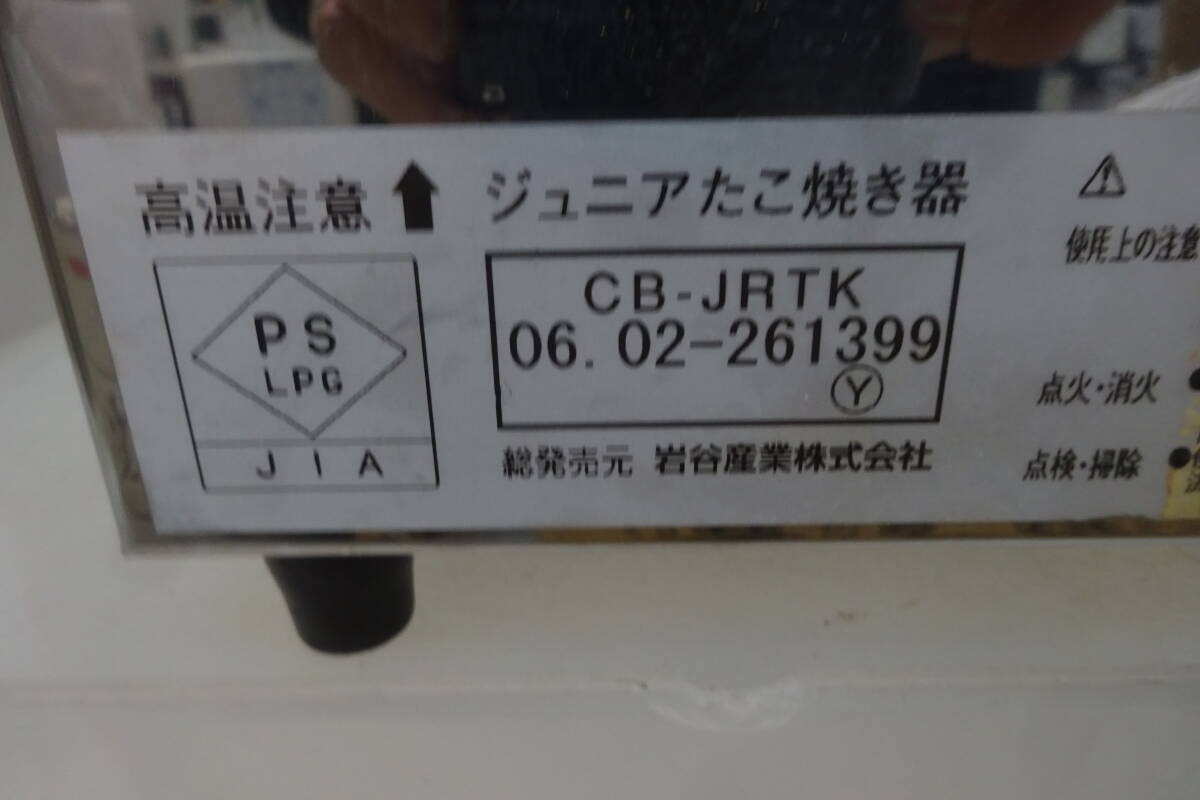 高温注意 ⬆ ジュニアたこ焼き器
PS
LPG
JIA
CB-JRTK
06. 02-261399
Ⓨ
総発売元 岩谷産業株式会社
使用上の注意
点火・消火 ●
点検・掃除 ●